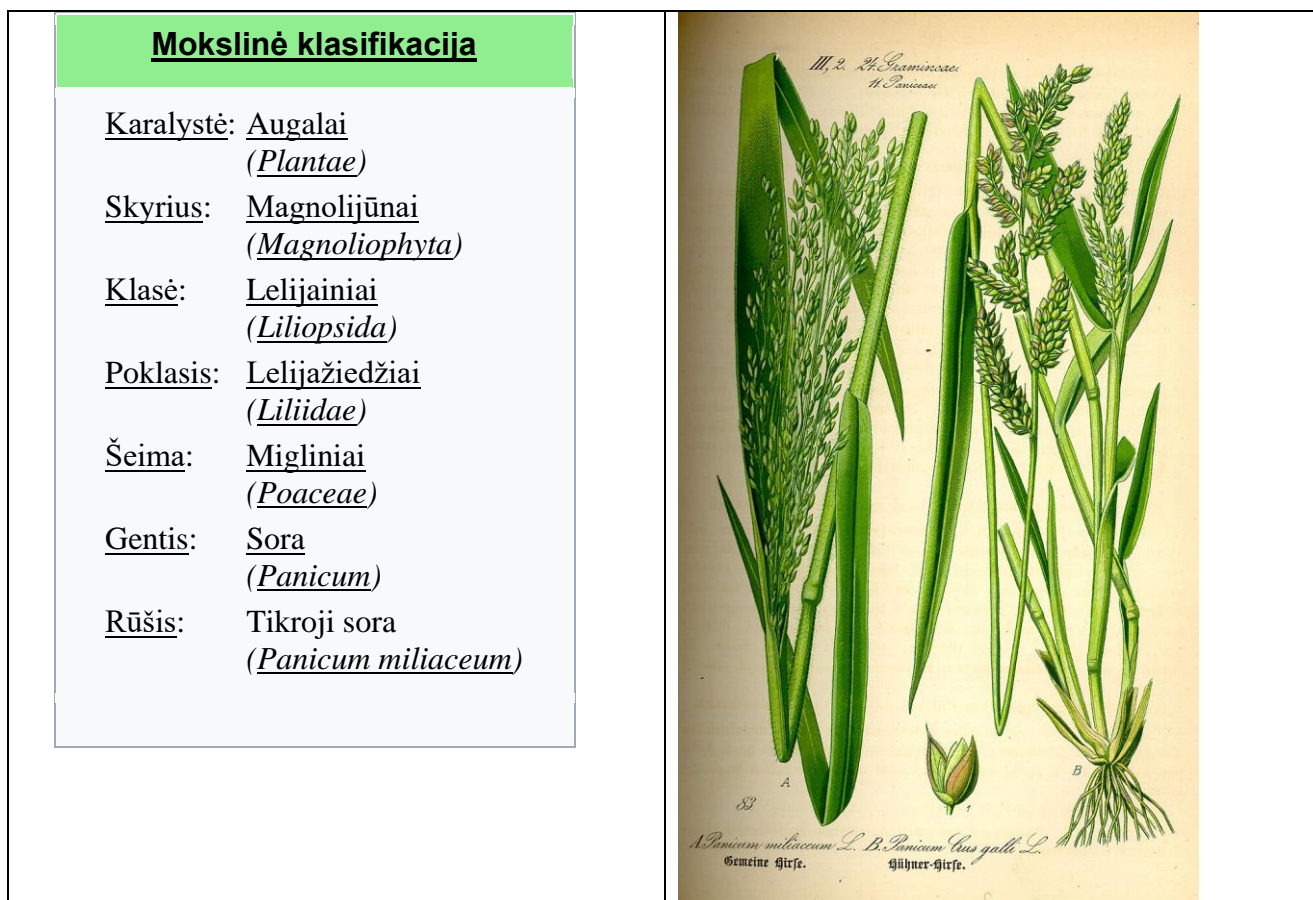 Mokslinė klasifikacija
Karalystė: Augalai
(Plantae)
Skyrius: Magnolijūnai
(Magnoliophyta)
Klasė: Lelijainiai
(Liliopsida)
Poklasis: Lelijažiedžiai
(Liliidae)
Šeima: Migliniai
(Poaceae)
Gentis: Sora
(Panicum)
Rūšis: Tikroji sora
(Panicum miliaceum)
III, 2. 24. Gramineae
11. Paniceae
A
B
1
83
A. Panicum miliaceum L. B. Panicum Crus galli L.
Gemeine Hirse. Hühner-Hirse.